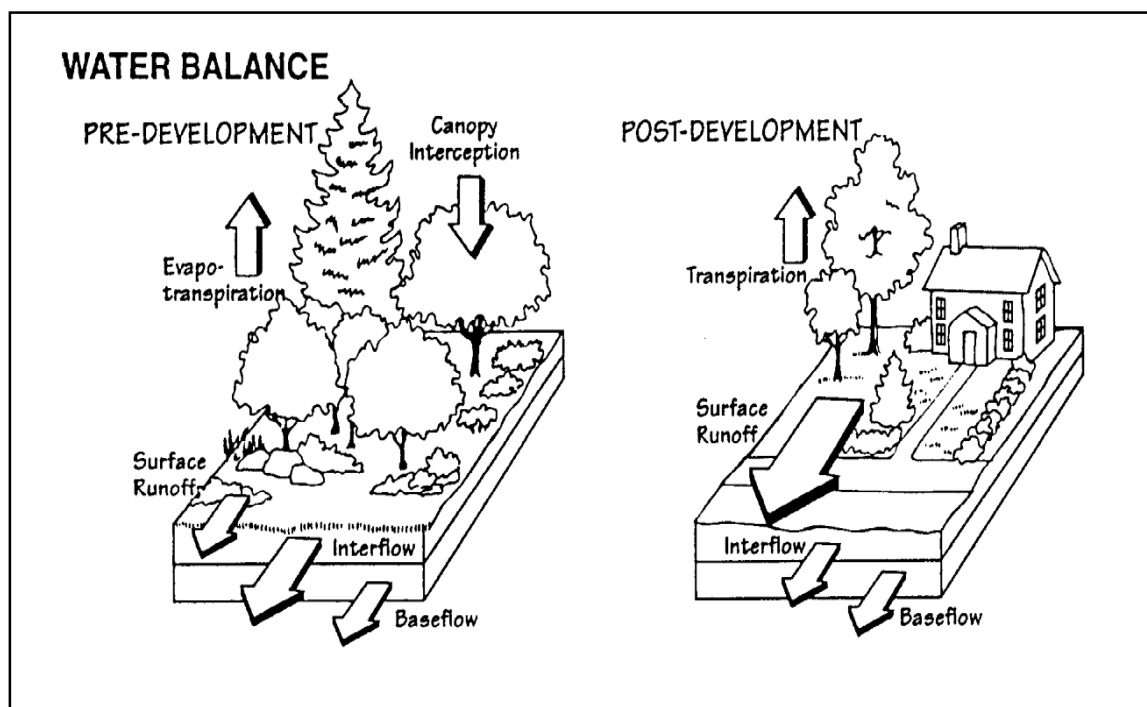 WATER BALANCE
PRE-DEVELOPMENT
Canopy
Interception
Evapo-
transpiration
Surface
Runoff
Interflow
Baseflow
POST-DEVELOPMENT
Transpiration
Surface
Runoff
Interflow
Baseflow